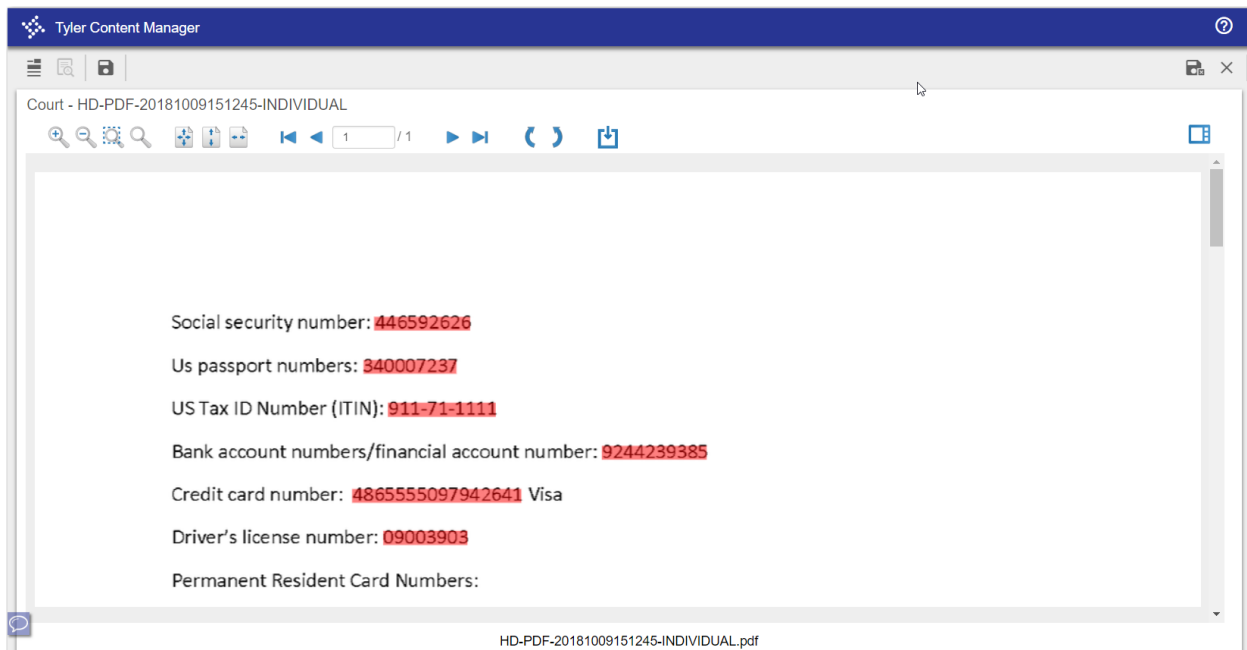 Tyler Content Manager
Court - HD-PDF-20181009151245-INDIVIDUAL
1 / 1
Social security number: 446592626
Us passport numbers: 340007237
US Tax ID Number (ITIN): 911-71-1111
Bank account numbers/financial account number: 9244239385
Credit card number: 4865555097942641 Visa
Driver's license number: 09003903
Permanent Resident Card Numbers:
HD-PDF-20181009151245-INDIVIDUAL.pdf